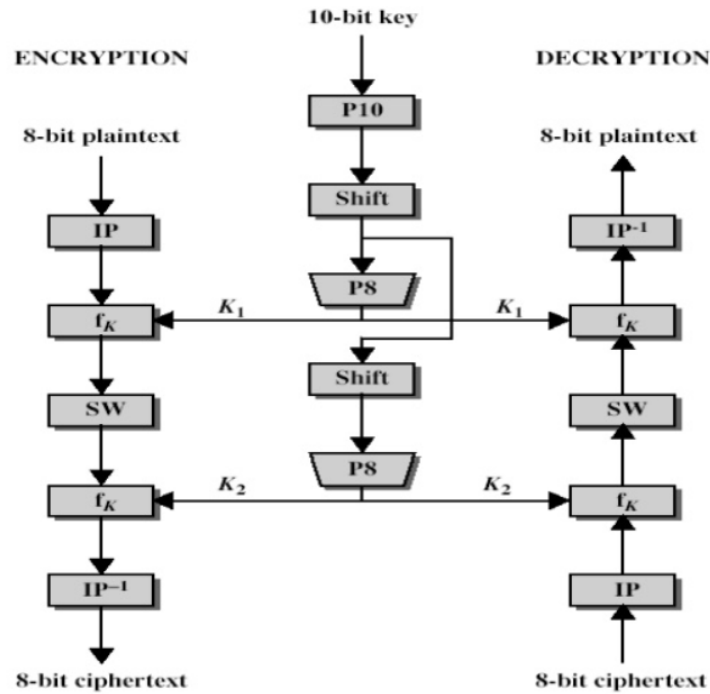 10-bit key
ENCRYPTION
DECRYPTION
P10
8-bit plaintext
8-bit plaintext
Shift
IP
IP-1
P8
K1
K1
fK
fK
Shift
SW
SW
P8
K2
K2
fK
fK
IP–1
IP
8-bit ciphertext
8-bit ciphertext